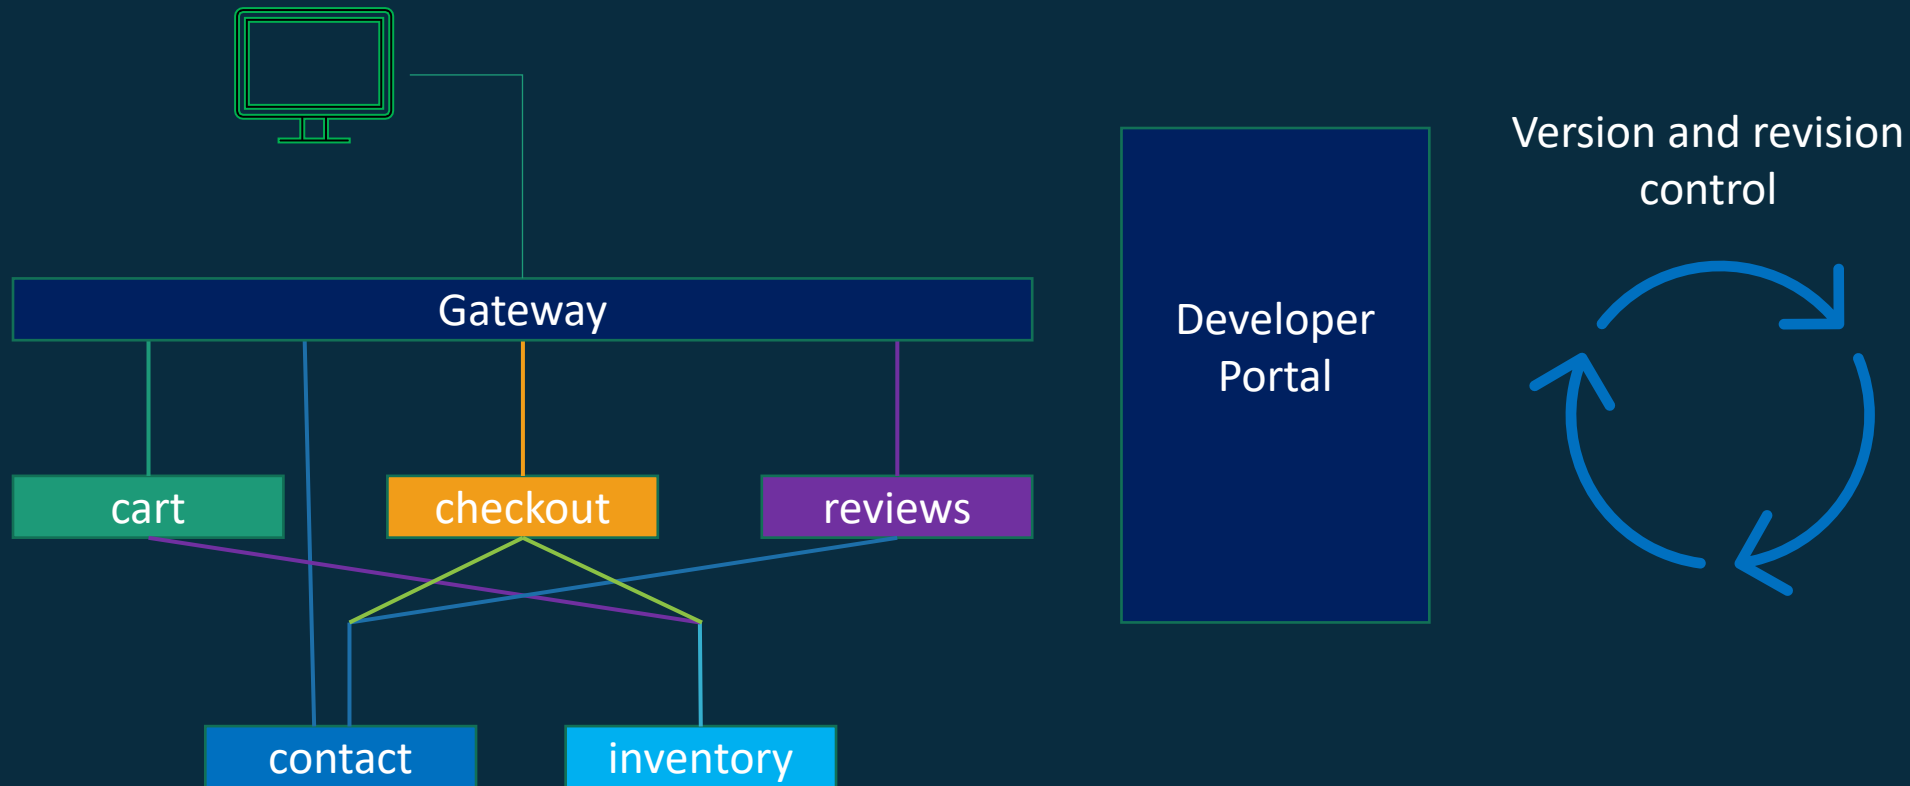 Version and revision
control
Gateway
Developer
Portal
cart
checkout
reviews
contact
inventory